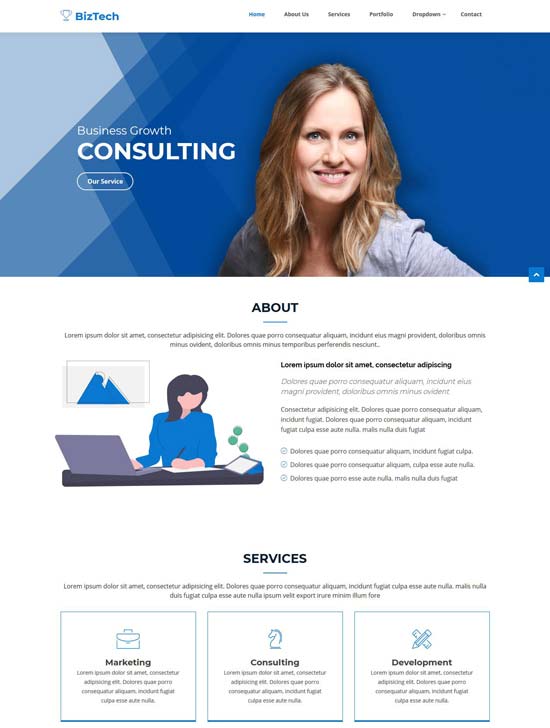 BizTech
Home About Us Services Portfolio Dropdown Contact
Business Growth
CONSULTING
Our Service
ABOUT
Lorem ipsum dolor sit amet, consectetur adipisicing elit. Dolores quae porro consequatur aliquam, incidunt eius magni provident, doloribus omnis
minus ovident, doloribus omnis minus temporibus perferendis nesciunt..
Lorem ipsum dolor sit amet, consectetur adipiscing
Dolores quae porro consequatur aliquam, incidunt eius
magni provident, doloribus omnis minus ovident
Consectetur adipisicing elit. Dolores quae porro consequatur aliquam,
incidunt fugiat. Dolores quae porro consequatur aliquam, incidunt
fugiat culpa esse aute nulla. malis nulla duis fugiat
Dolores quae porro consequatur aliquam, incidunt fugiat culpa.
Dolores quae porro consequatur aliquam, culpa esse aute nulla.
Dolores quae porro esse aute nulla. malis nulla duis fugiat
SERVICES
Lorem ipsum dolor sit amet, consectetur adipisicing elit. Dolores quae porro consequatur aliquam, incidunt fugiat culpa esse aute nulla. malis nulla
duis fugiat culpa esse aute nulla ipsum velit export irure minim illum fore
Marketing
Lorem ipsum dolor sit amet, consectetur
adipisicing elit. Dolores quae porro
consequatur aliquam, incidunt fugiat culpa
esse aute nulla.
Consulting
Lorem ipsum dolor sit amet, consectetur
adipisicing elit. Dolores quae porro
consequatur aliquam, incidunt fugiat culpa
esse aute nulla.
Development
Lorem ipsum dolor sit amet, consectetur
adipisicing elit. Dolores quae porro
consequatur aliquam, incidunt fugiat culpa
esse aute nulla.